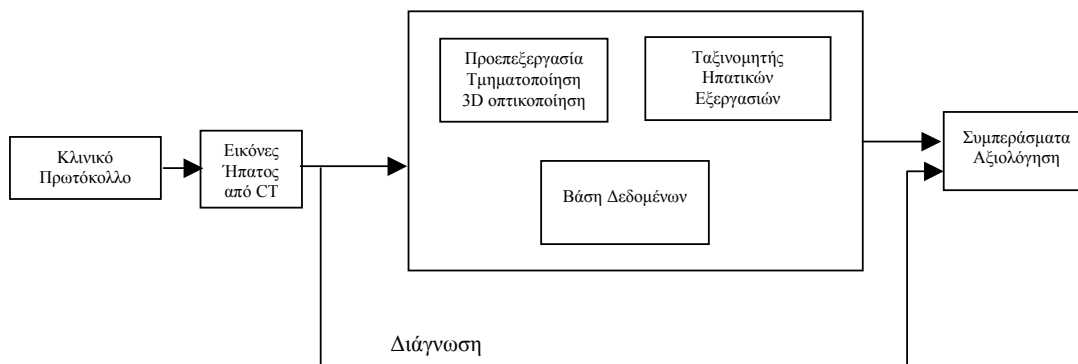 Κλινικό
Πρωτόκολλο
Εικόνες
Ήπατος
από CT
Προεπεξεργασία
Τμηματοποίηση
3D οπτικοποίηση
Ταξινομητής
Ηπατικών
Εξεργασιών
Βάση Δεδομένων
Συμπεράσματα
Αξιολόγηση
Διάγνωση